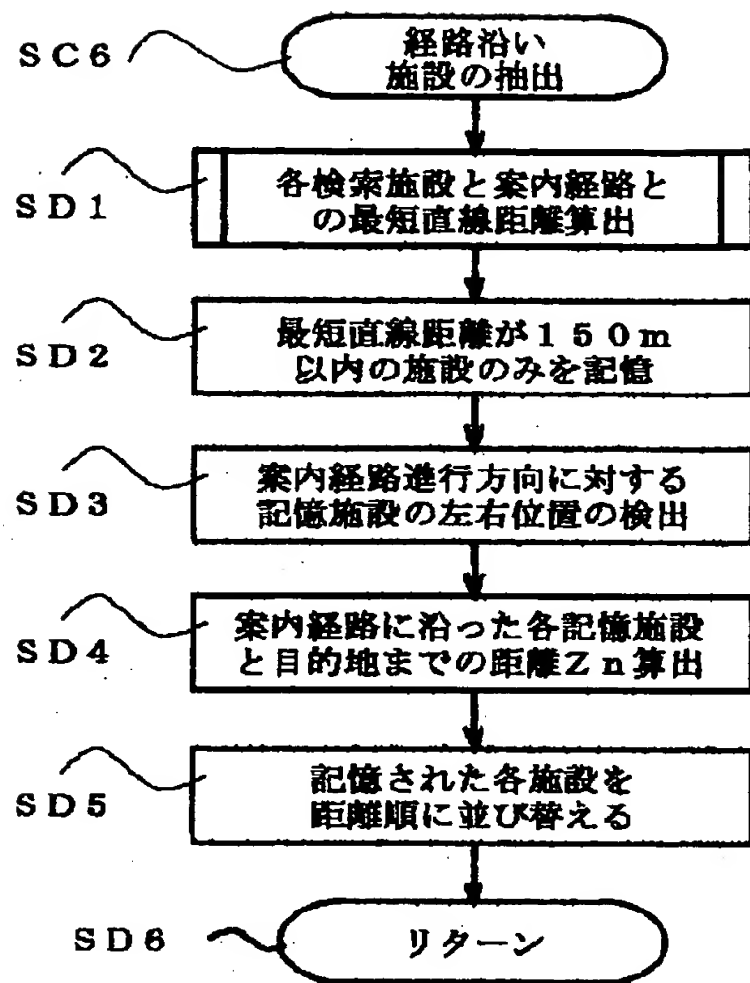 SC6
経路沿い
施設の抽出
SD1
各検索施設と案内経路と
の最短直線距離算出
SD2
最短直線距離が150m
以内の施設のみを記憶
SD3
案内経路進行方向に対する
記憶施設の左右位置の検出
SD4
案内経路に沿った各記憶施設
と目的地までの距離Zn算出
SD5
記憶された各施設を
距離順に並び替える
SD6
リターン